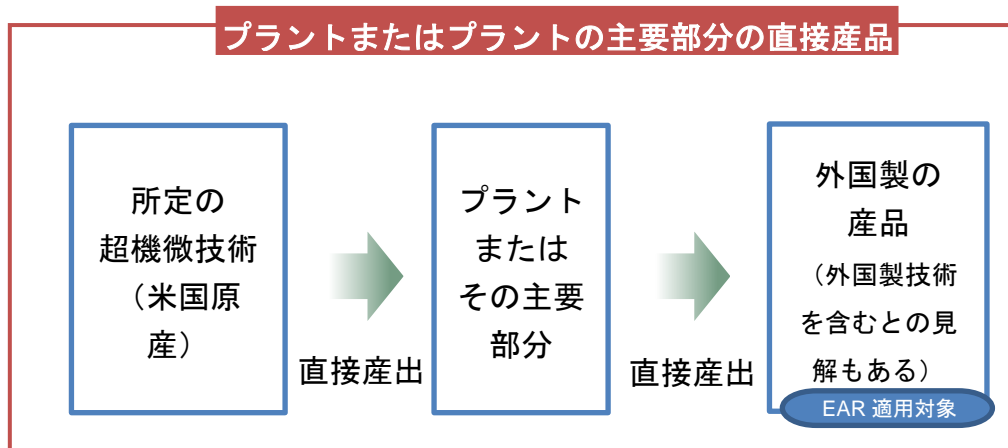 プラントまたはプラントの主要部分の直接産品
所定の
超機微技術
（米国原
産）
直接産出
プラント
または
その主要
部分
直接産出
外国製の
産品
（外国製技術
を含むとの見
解もある）
EAR 適用対象